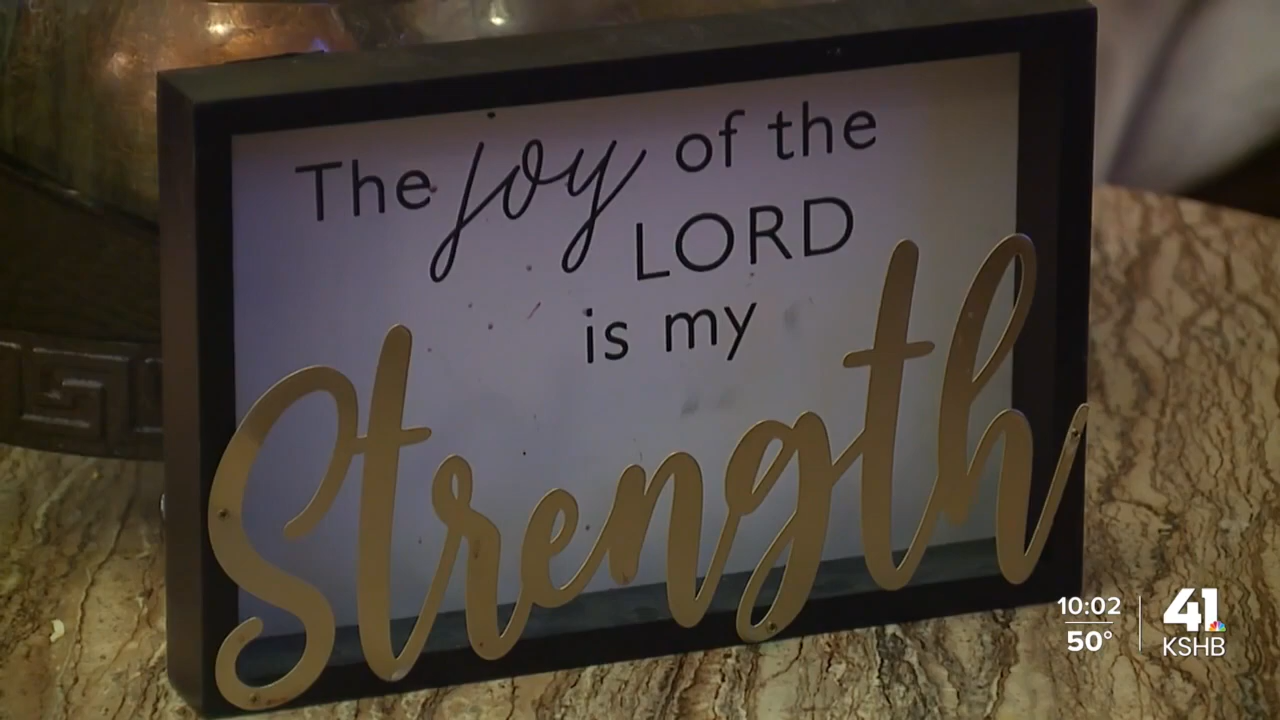 The joy of the
LORD
is my
Strength
10:02
50°
41
KSHB